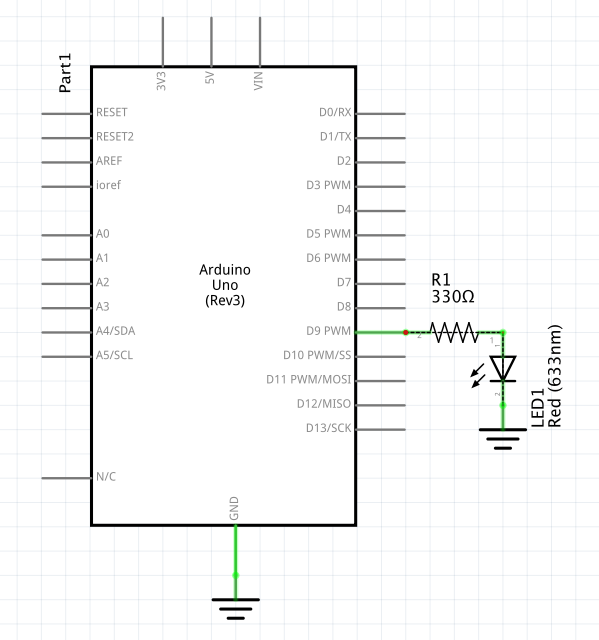 Part1
3V3
5V
VIN
RESET
RESET2
AREF
ioref
A0
A1
A2
A3
A4/SDA
A5/SCL
N/C
Arduino
Uno
(Rev3)
D0/RX
D1/TX
D2
D3 PWM
D4
D5 PWM
D6 PWM
D7
D8
D9 PWM
D10 PWM/SS
D11 PWM/MOSI
D12/MISO
D13/SCK
GND
R1
330Ω
2
1
1
2
LED1
Red (633nm)